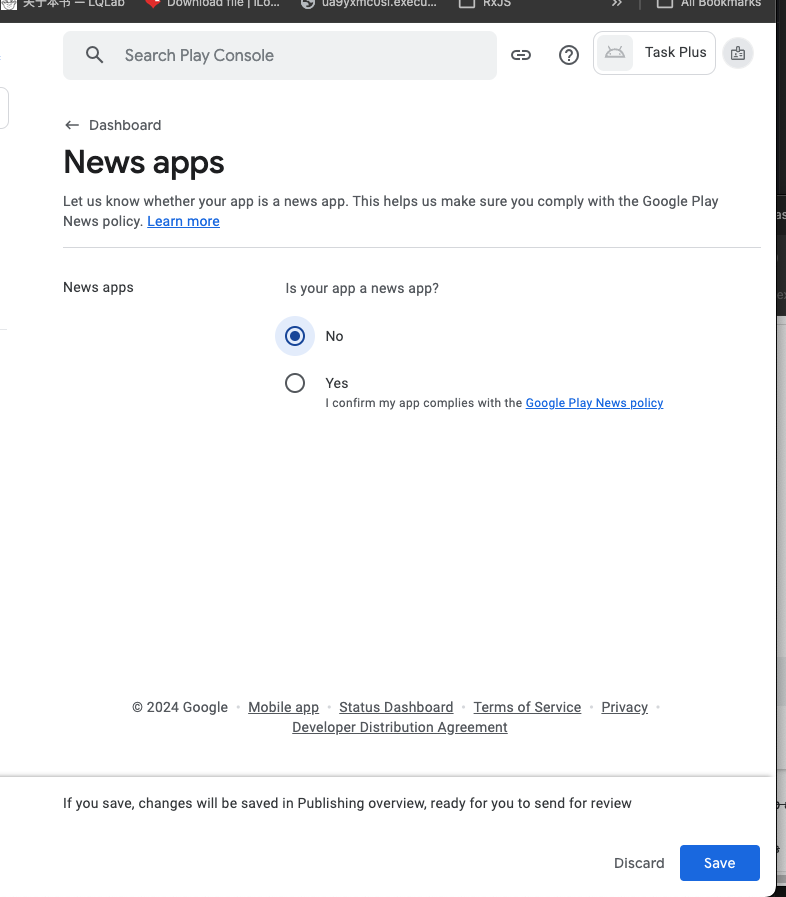 关于本书 — LQLab
Download file | iLo...
ua9yxmc0sl.execu...
RxJS
»
All Bookmarks
Search Play Console
Task Plus
← Dashboard
News apps
Let us know whether your app is a news app. This helps us make sure you comply with the Google Play
News policy. Learn more
News apps
Is your app a news app?
No
Yes
I confirm my app complies with the Google Play News policy
© 2024 Google · Mobile app · Status Dashboard · Terms of Service · Privacy ·
Developer Distribution Agreement
If you save, changes will be saved in Publishing overview, ready for you to send for review
Discard
Save